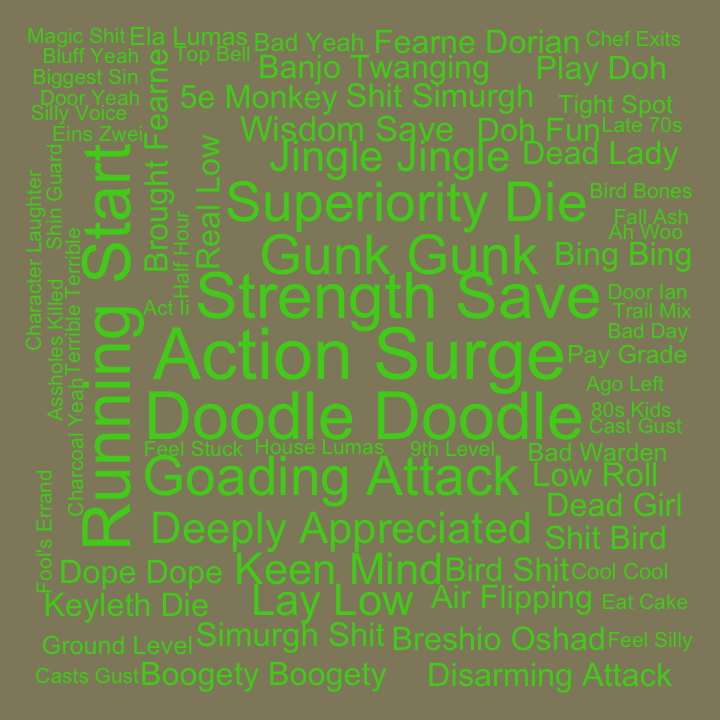 Magic Shit
Ela Lumas
Bad Yeah
Fearne Dorian
Chef Exits
Bluff Yeah
Top Bell
Banjo Twanging
Play Doh
Biggest Sin
Door Yeah
5e Monkey
Shit Simurgh
Tight Spot
Silly Voice
Eins Zwei
Wisdom Save
Doh Fun
Late 70s
Brought Fearne
Real Low
Jingle Jingle
Dead Lady
Shin Guard
Character Laughter
Running Start
Half Hour
Superiority Die
Bird Bones
Fall Ash
Ah Woo
Gunk Gunk
Bing Bing
Terrible Terrible
Assholes Killed
Act Ii
Strength Save
Door Ian
Trail Mix
Bad Day
Action Surge
Pay Grade
Charcoal Yeah
Ago Left
Doodle Doodle
80s Kids
Cast Gust
Feel Stuck
House Lumas
9th Level
Bad Warden
Goading Attack
Low Roll
Fool's Errand
Dead Girl
Deeply Appreciated
Shit Bird
Dope Dope
Keen Mind
Bird Shit
Cool Cool
Keyleth Die
Lay Low
Air Flipping
Eat Cake
Ground Level
Simurgh Shit
Breshio Oshad
Feel Silly
Casts Gust
Boogety Boogety
Disarming Attack